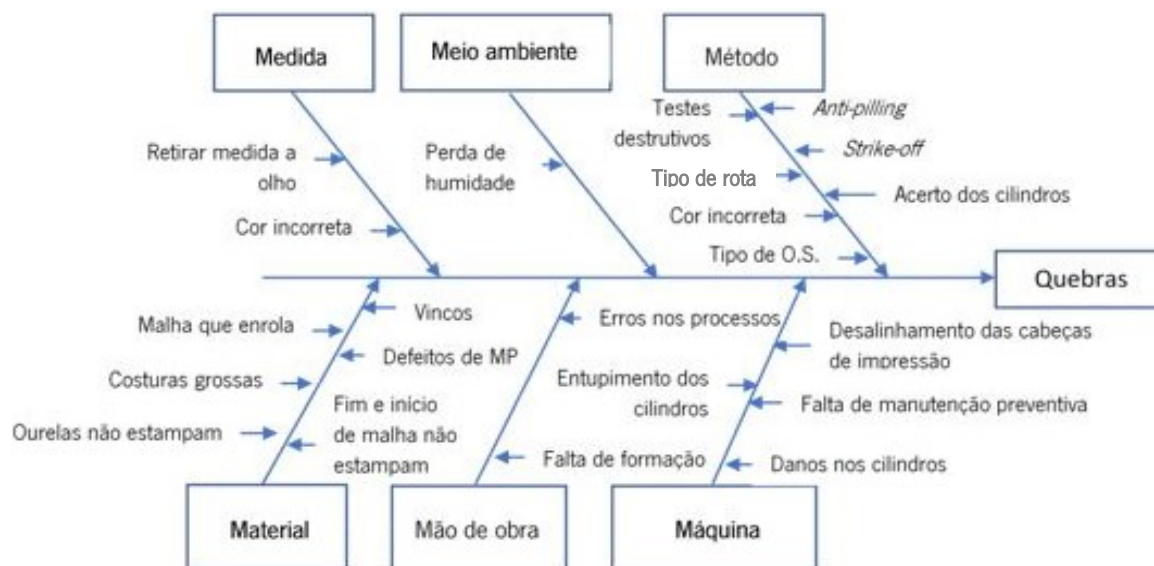 Medida
Meio ambiente
Método
Testes
destrutivos
Anti-pilling
Strike-off
Retirar medida a
olho
Perda de
humidade
Tipo de rota
Acerto dos cilindros
Cor incorreta
Cor incorreta
Tipo de O.S.
Quebras
Malha que enrola
Vincos
Erros nos processos
Desalinhamento das cabeças
de impressão
Defeitos de MP
Costuras grossas
Entupimento dos
cilindros
Falta de manutenção preventiva
Ourelas não estampam
Fim e início
de malha não
estampam
Falta de formação
Danos nos cilindros
Material
Mão de obra
Máquina